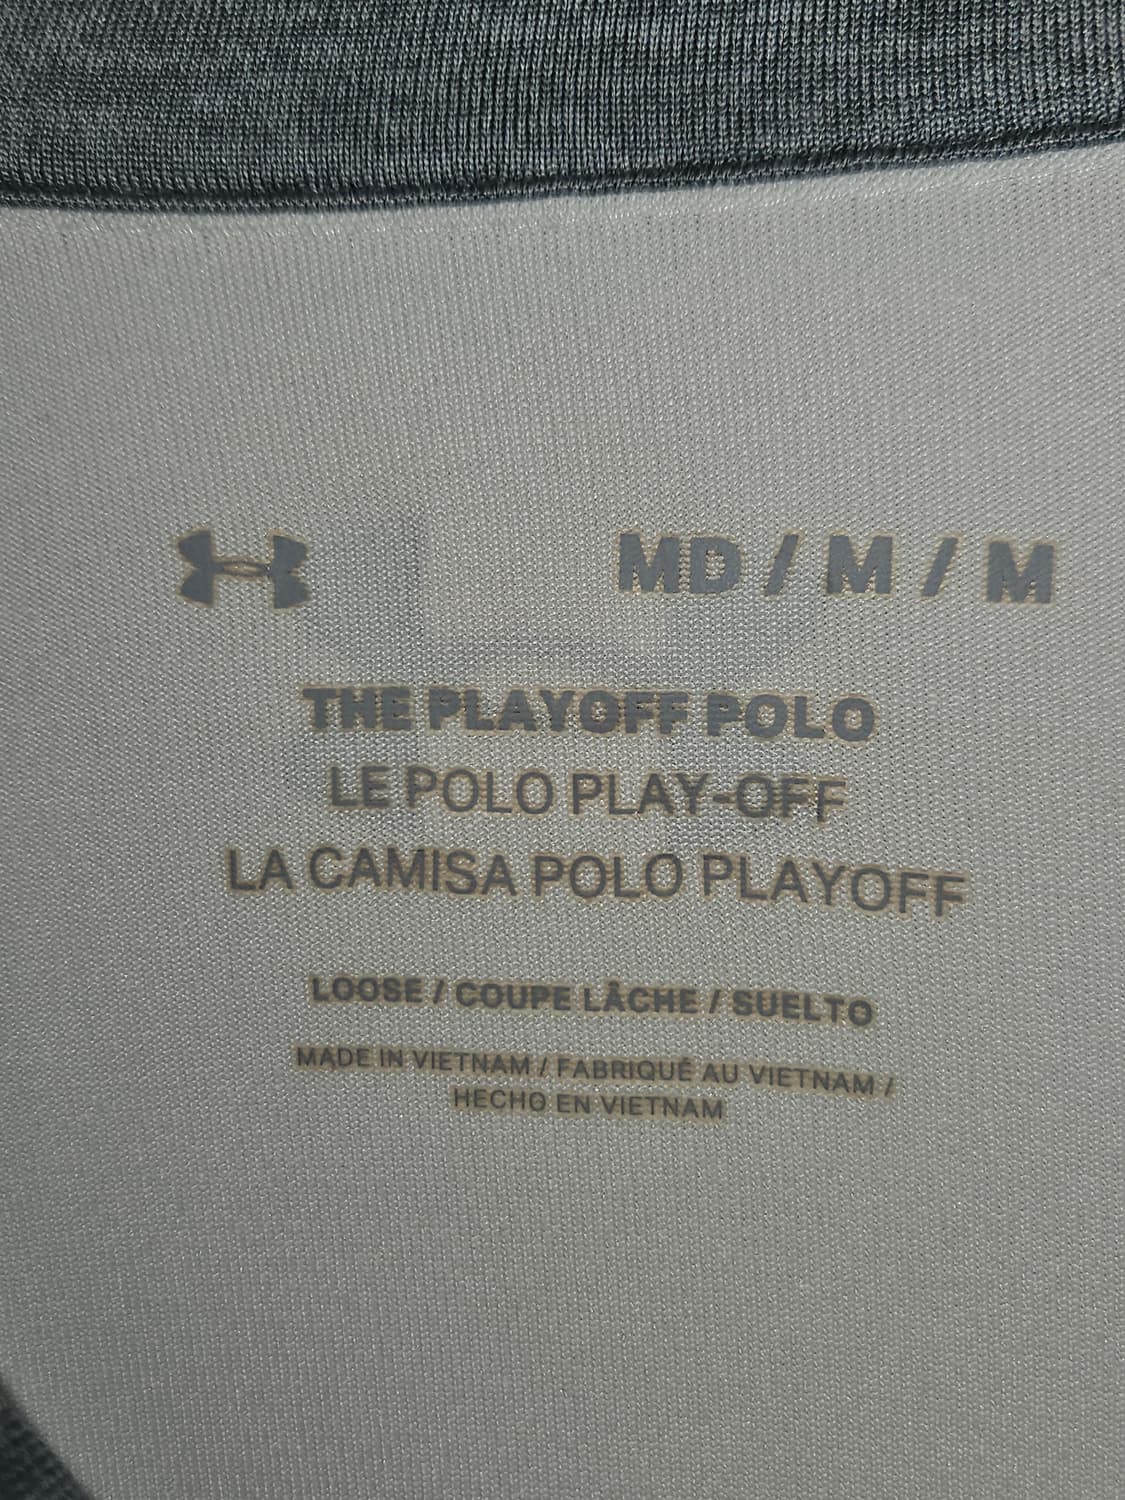 MD / M / M
THE PLAYOFF POLO
LE POLO PLAY-OFF
LA CAMISA POLO PLAYOFF
LOOSE / COUPE LÂCHE / SUELTO
MADE IN VIETNAM / FABRIQUÉ AU VIETNAM /
HECHO EN VIETNAM